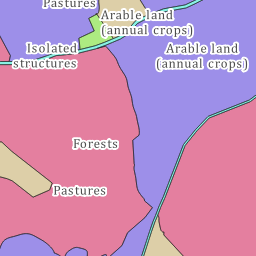 Pastures
Arable land
(annual crops)
Isolated
structures
Arable land
(annual crops)
Forests
Pastures